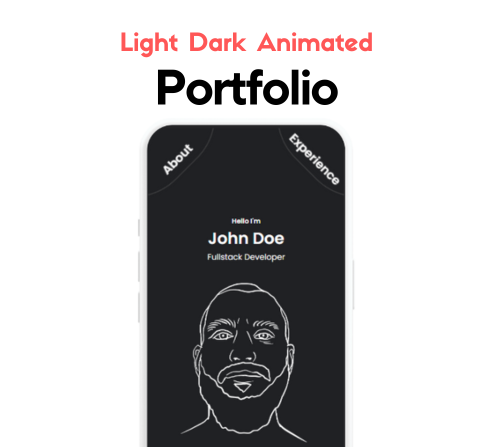 Light Dark Animated
Portfolio
About
Experience
Hello I'm
John Doe
Fullstack Developer